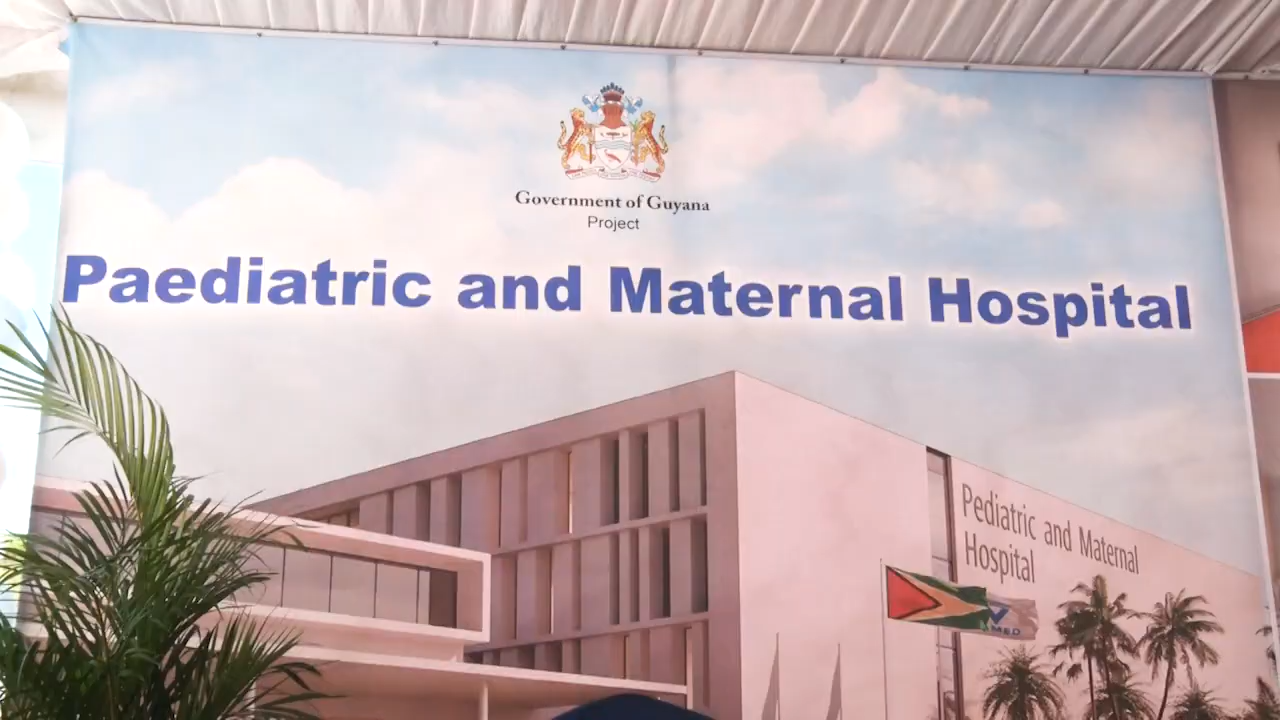 Government of Guyana
Project
Paediatric and Maternal Hospital
Pediatric and Maternal
Hospital